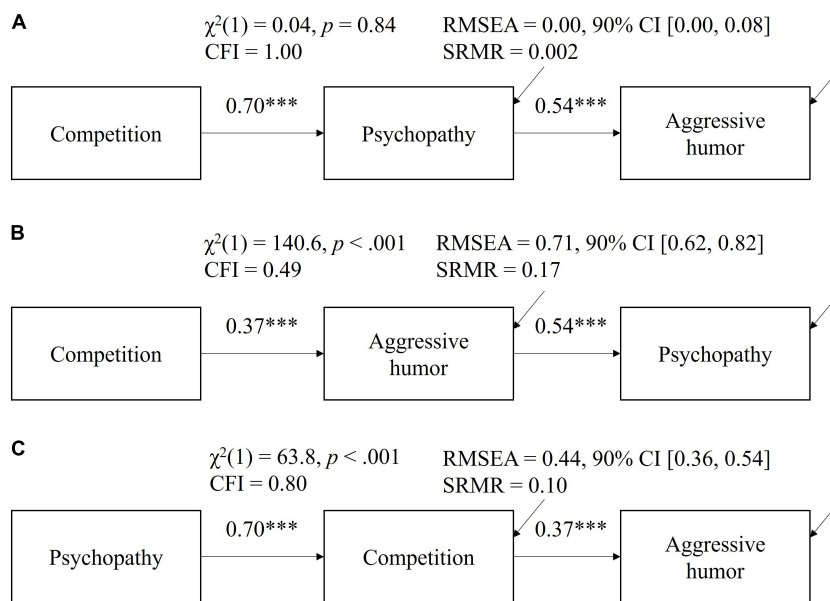 A
χ²(1) = 0.04, p = 0.84
CFI = 1.00
RMSEA = 0.00, 90% CI [0.00, 0.08]
SRMR = 0.002
Competition
0.70***
Psychopathy
0.54***
Aggressive
humor
B
χ²(1) = 140.6, p < .001
CFI = 0.49
RMSEA = 0.71, 90% CI [0.62, 0.82]
SRMR = 0.17
Competition
0.37***
Aggressive
humor
0.54***
Psychopathy
C
χ²(1) = 63.8, p < .001
CFI = 0.80
RMSEA = 0.44, 90% CI [0.36, 0.54]
SRMR = 0.10
Psychopathy
0.70***
Competition
0.37***
Aggressive
humor